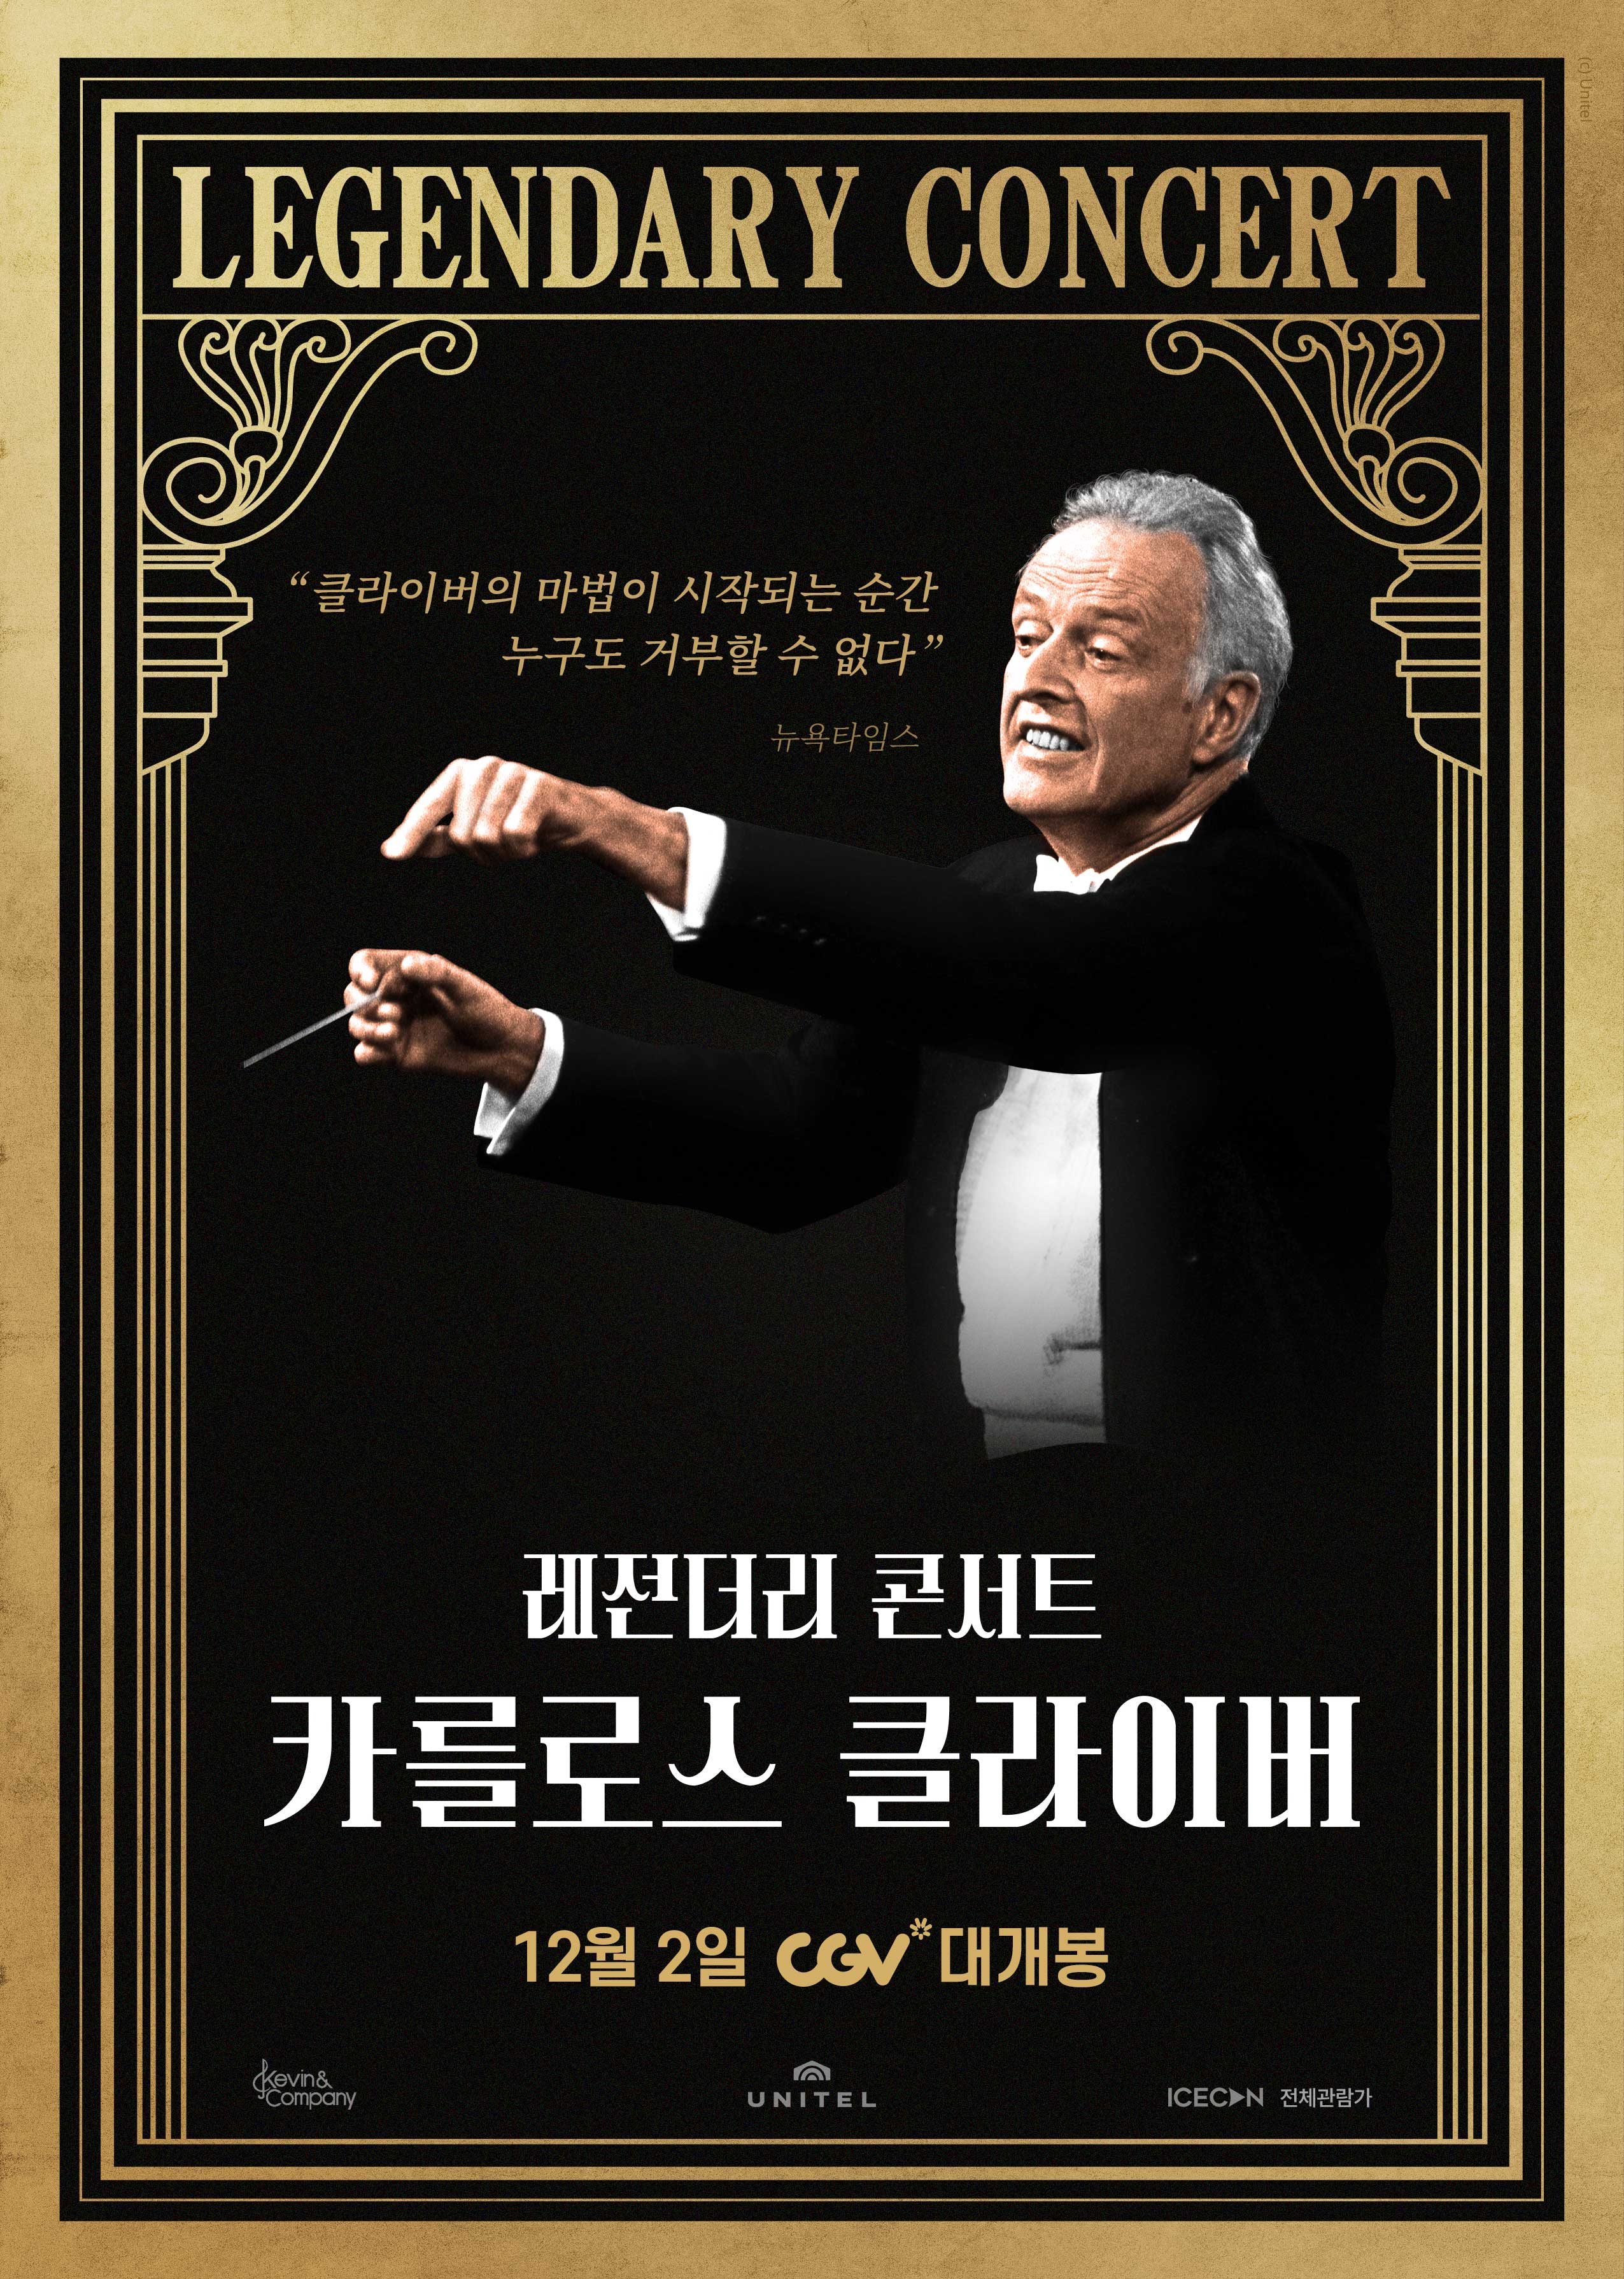 (c) Unitel
LEGENDARY CONCERT
“클라이버의 마법이 시작되는 순간
누구도 거부할 수 없다”
뉴욕타임스
레전더리 콘서트
카를로스 클라이버
12월 2일 CGV 대개봉
Kevin&
Company
UNITEL
ICECON 전체관람가